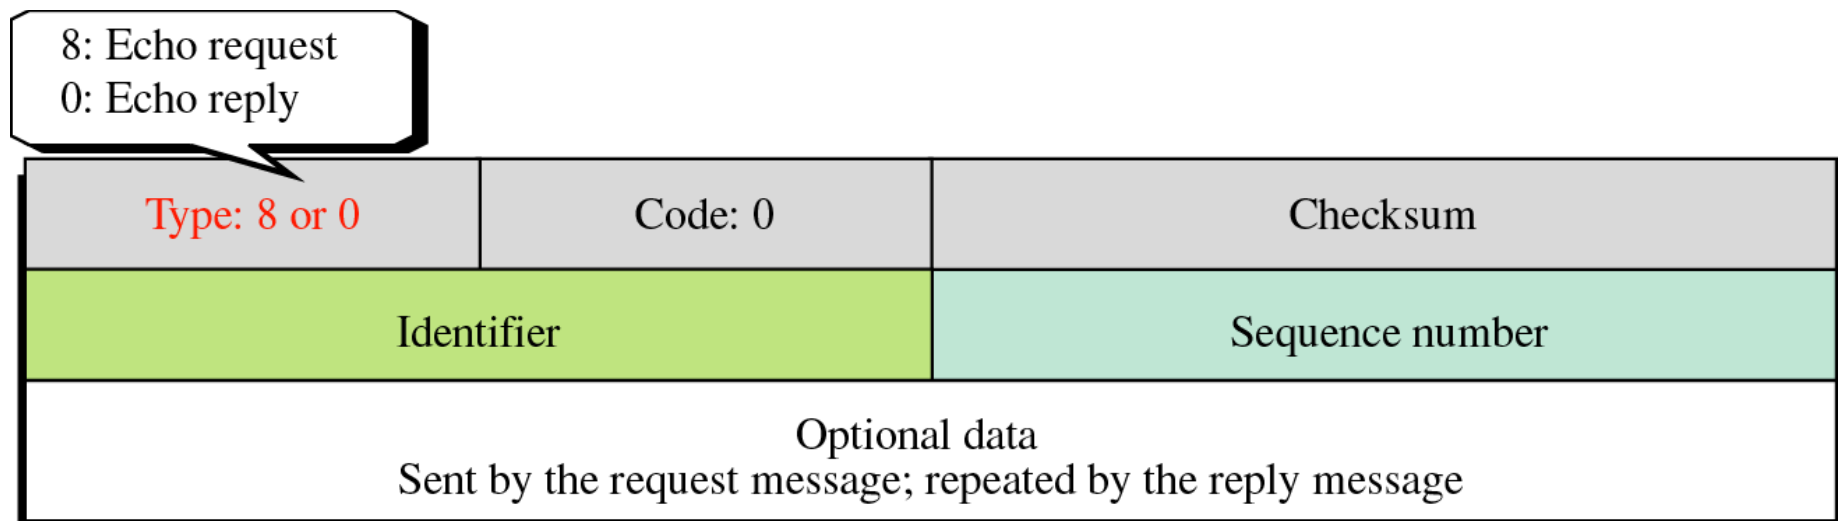 8: Echo request
0: Echo reply
Type: 8 or 0
Code: 0
Checksum
Identifier
Sequence number
Optional data
Sent by the request message; repeated by the reply message